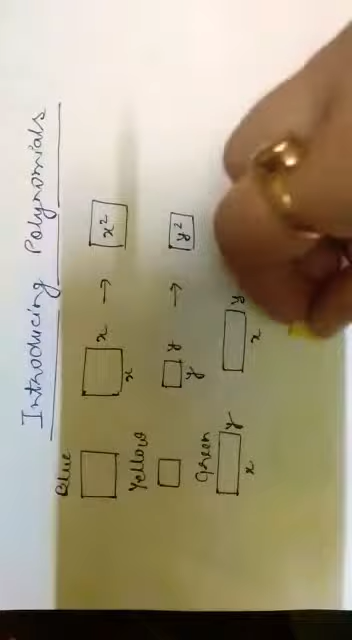 Introducing Polynomials
Blue
x
x
→
x²
Yellow
y
y
→
y²
Green
x
y
x
y